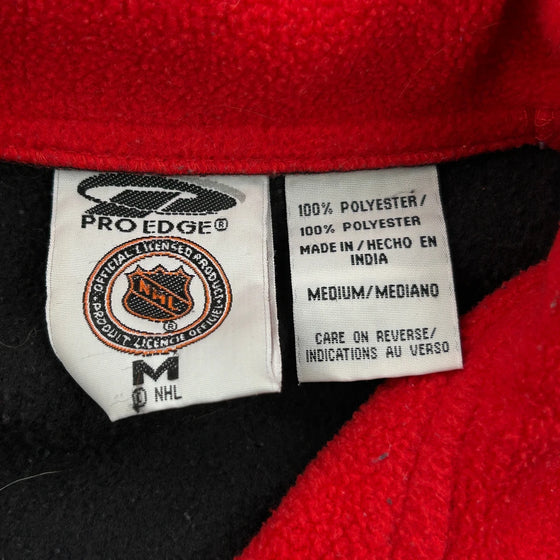 PRO EDGE®
OFFICIAL LICENSED PRODUCT
NHL
®
PRODUIT LICENCIÉ OFFICIEL
M
© NHL
100% POLYESTER/
100% POLYESTER
MADE IN/HECHO EN
INDIA
MEDIUM/MEDIANO
CARE ON REVERSE/
INDICATIONS AU VERSO